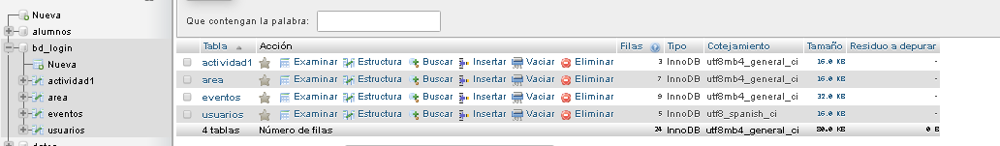 Nueva
alumnos
bd_login
Nueva
actividad1
area
eventos
usuarios
Que contengan la palabra:
Tabla Acción Filas Tipo Cotejamiento Tamaño Residuo a depurar
actividad1 Examinar Estructura Buscar Insertar Vaciar Eliminar 3 InnoDB utf8mb4_general_ci 16.0 KB -
area Examinar Estructura Buscar Insertar Vaciar Eliminar 7 InnoDB utf8mb4_general_ci 16.0 KB -
eventos Examinar Estructura Buscar Insertar Vaciar Eliminar 9 InnoDB utf8mb4_general_ci 32.0 KB -
usuarios Examinar Estructura Buscar Insertar Vaciar Eliminar 5 InnoDB utf8_spanish_ci 16.0 KB -
4 tablas Número de filas 24 InnoDB utf8mb4_general_ci 80.0 KB 0 B